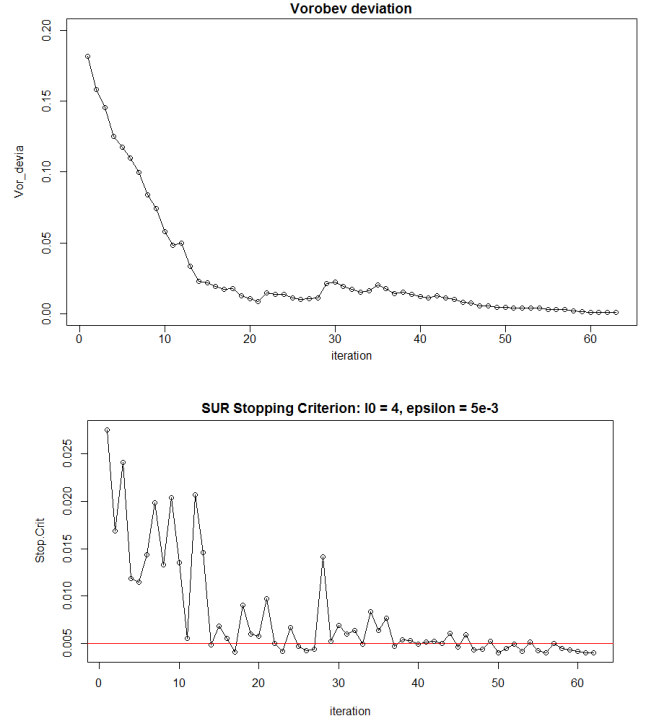 Vorobev deviation
Vor_devia
0.20
0.15
0.10
0.05
0.00
0 10 20 30 40 50 60
iteration
SUR Stopping Criterion: I0 = 4, epsilon = 5e-3
Stop.Crit
0.025
0.020
0.015
0.010
0.005
0 10 20 30 40 50 60
iteration